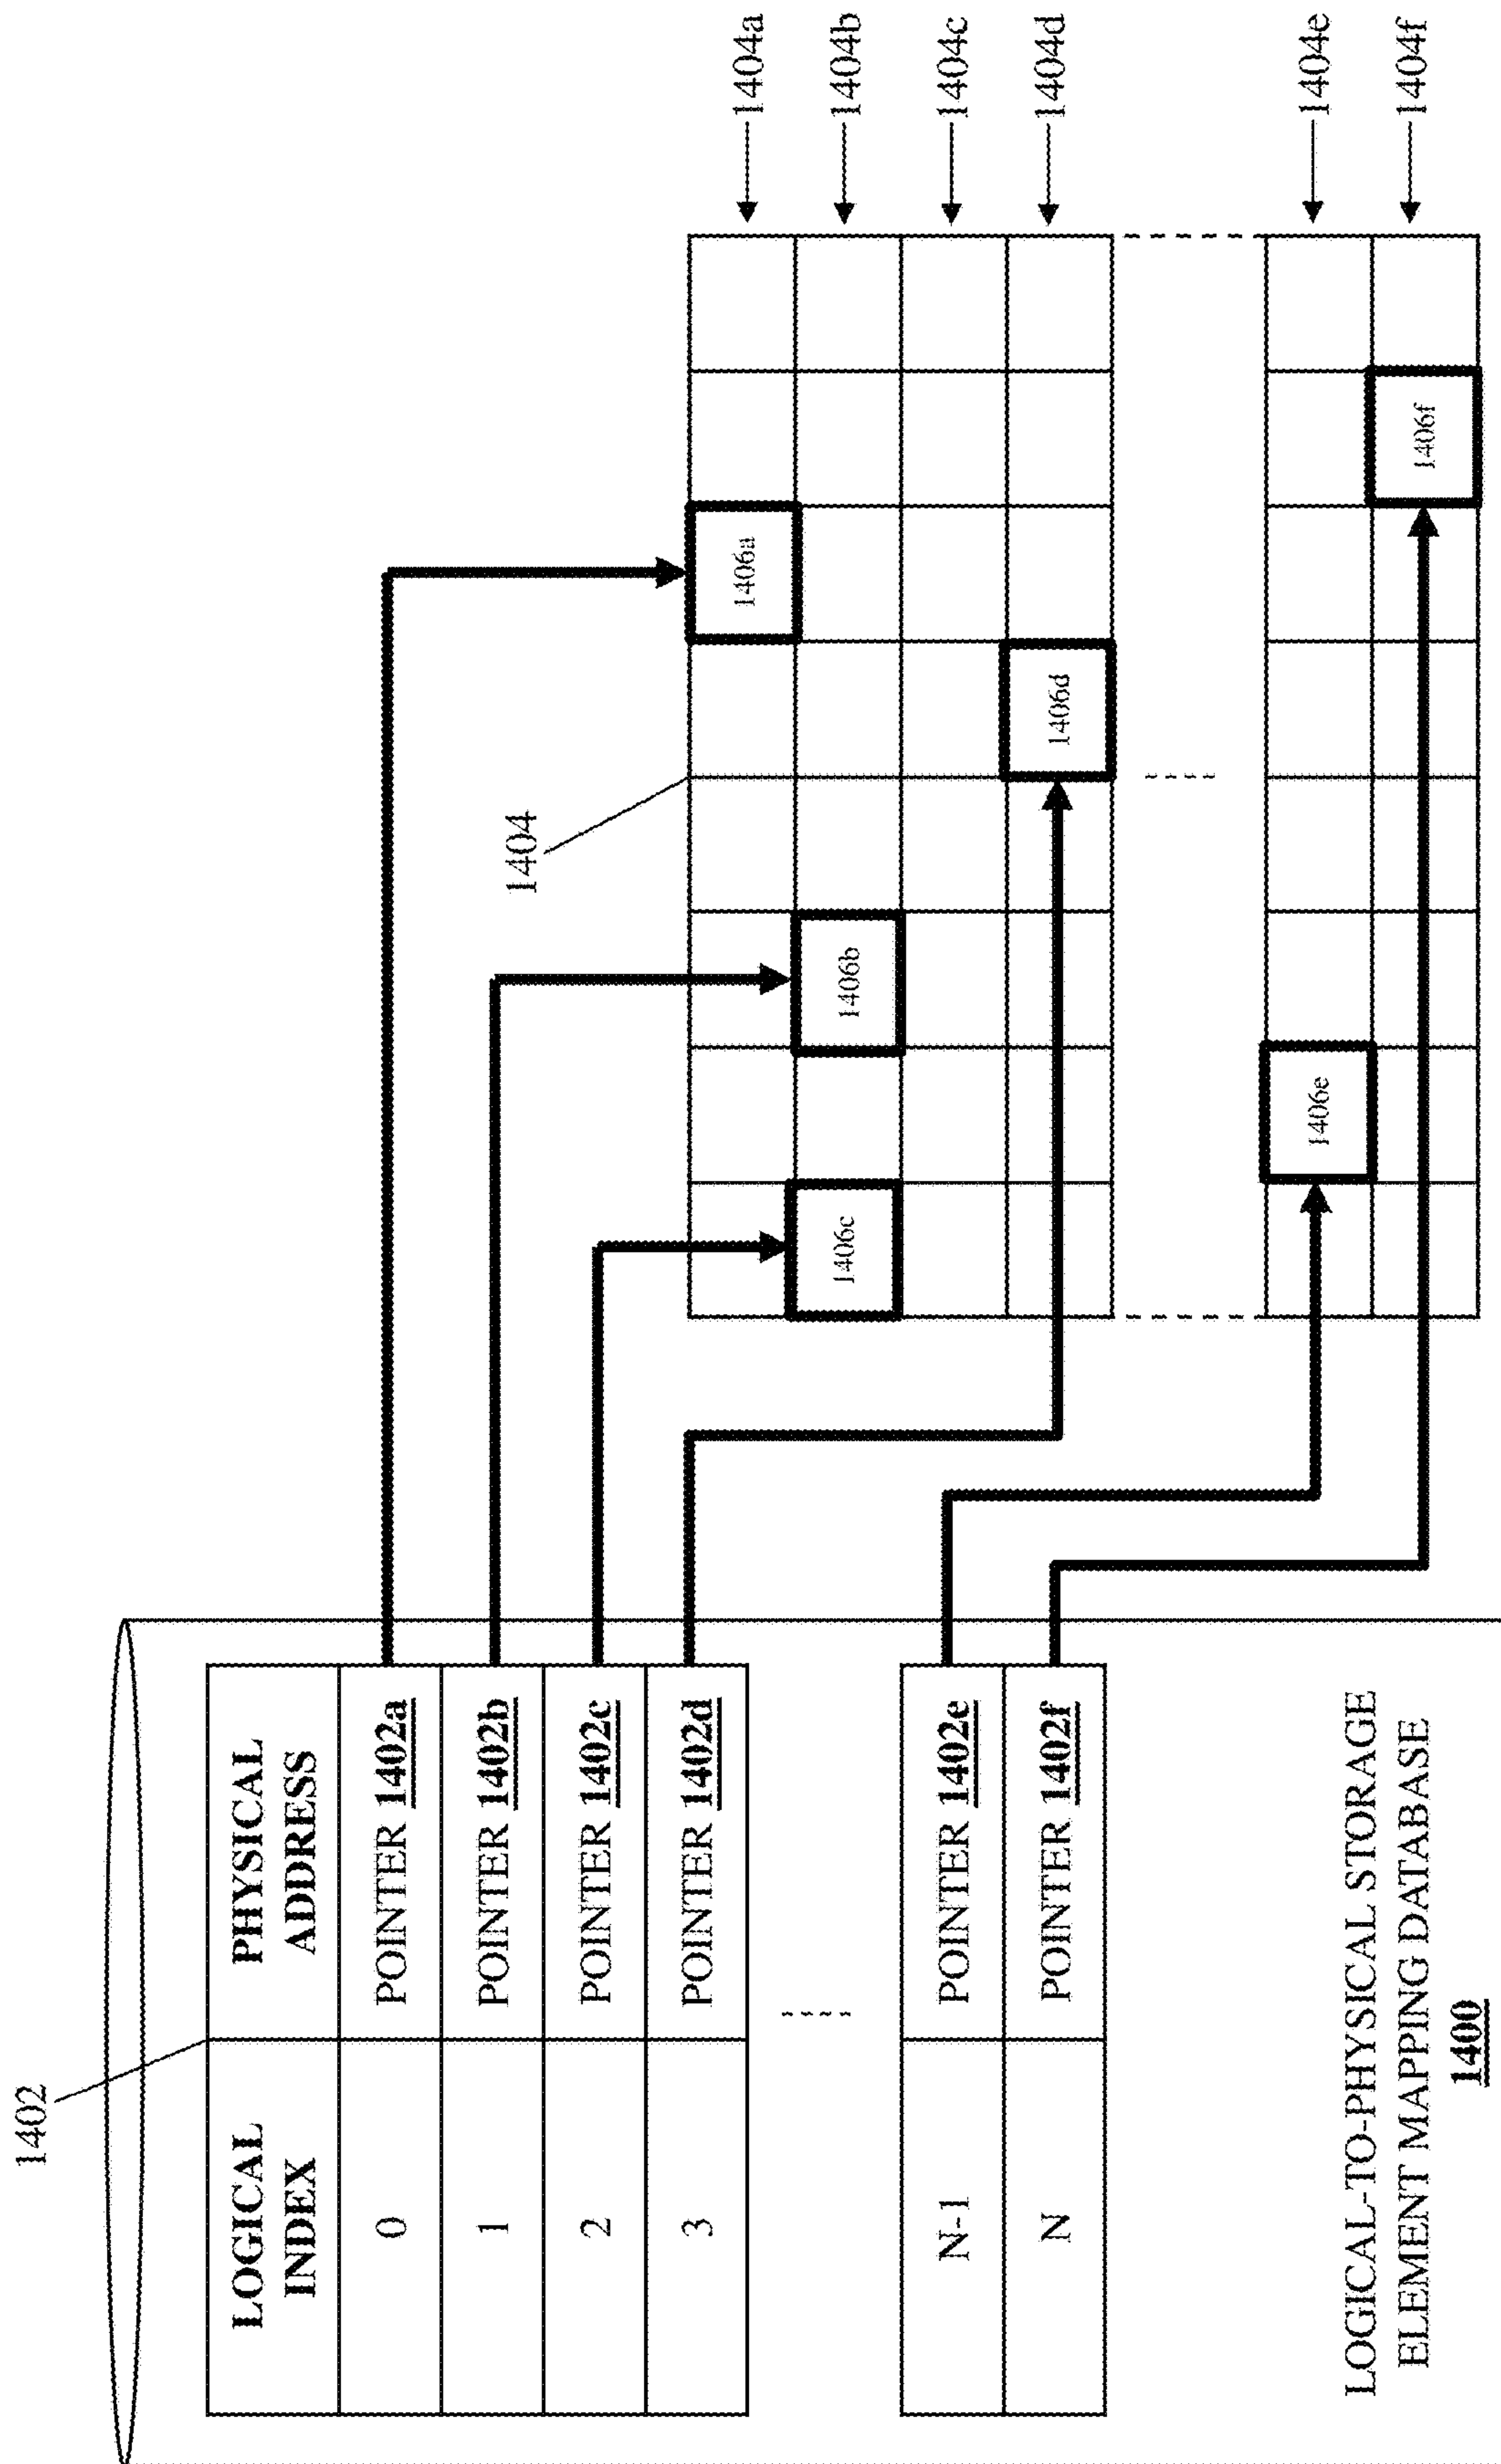 1402
LOGICAL
INDEX
PHYSICAL
ADDRESS
0
POINTER 1402a
1
POINTER 1402b
2
POINTER 1402c
3
POINTER 1402d
N-1
POINTER 1402e
N
POINTER 1402f
LOGICAL-TO-PHYSICAL STORAGE
ELEMENT MAPPING DATABASE
1400
1404
1406a
1406b
1406c
1406d
1406e
1406f
1404a
1404b
1404c
1404d
1404e
1404f